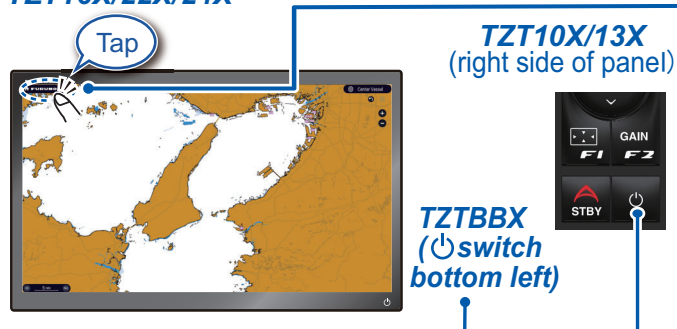 Tap
FURUNO
Center Vessel
TZT10X/13X
(right side of panel)
GAIN
F1
F2
STBY
TZTBBX
(⏻switch
bottom left)